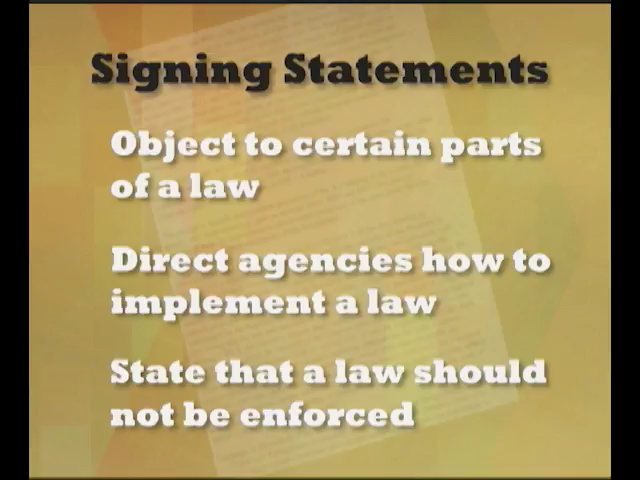 Signing Statements
Object to certain parts
of a law
Direct agencies how to
implement a law
State that a law should
not be enforced